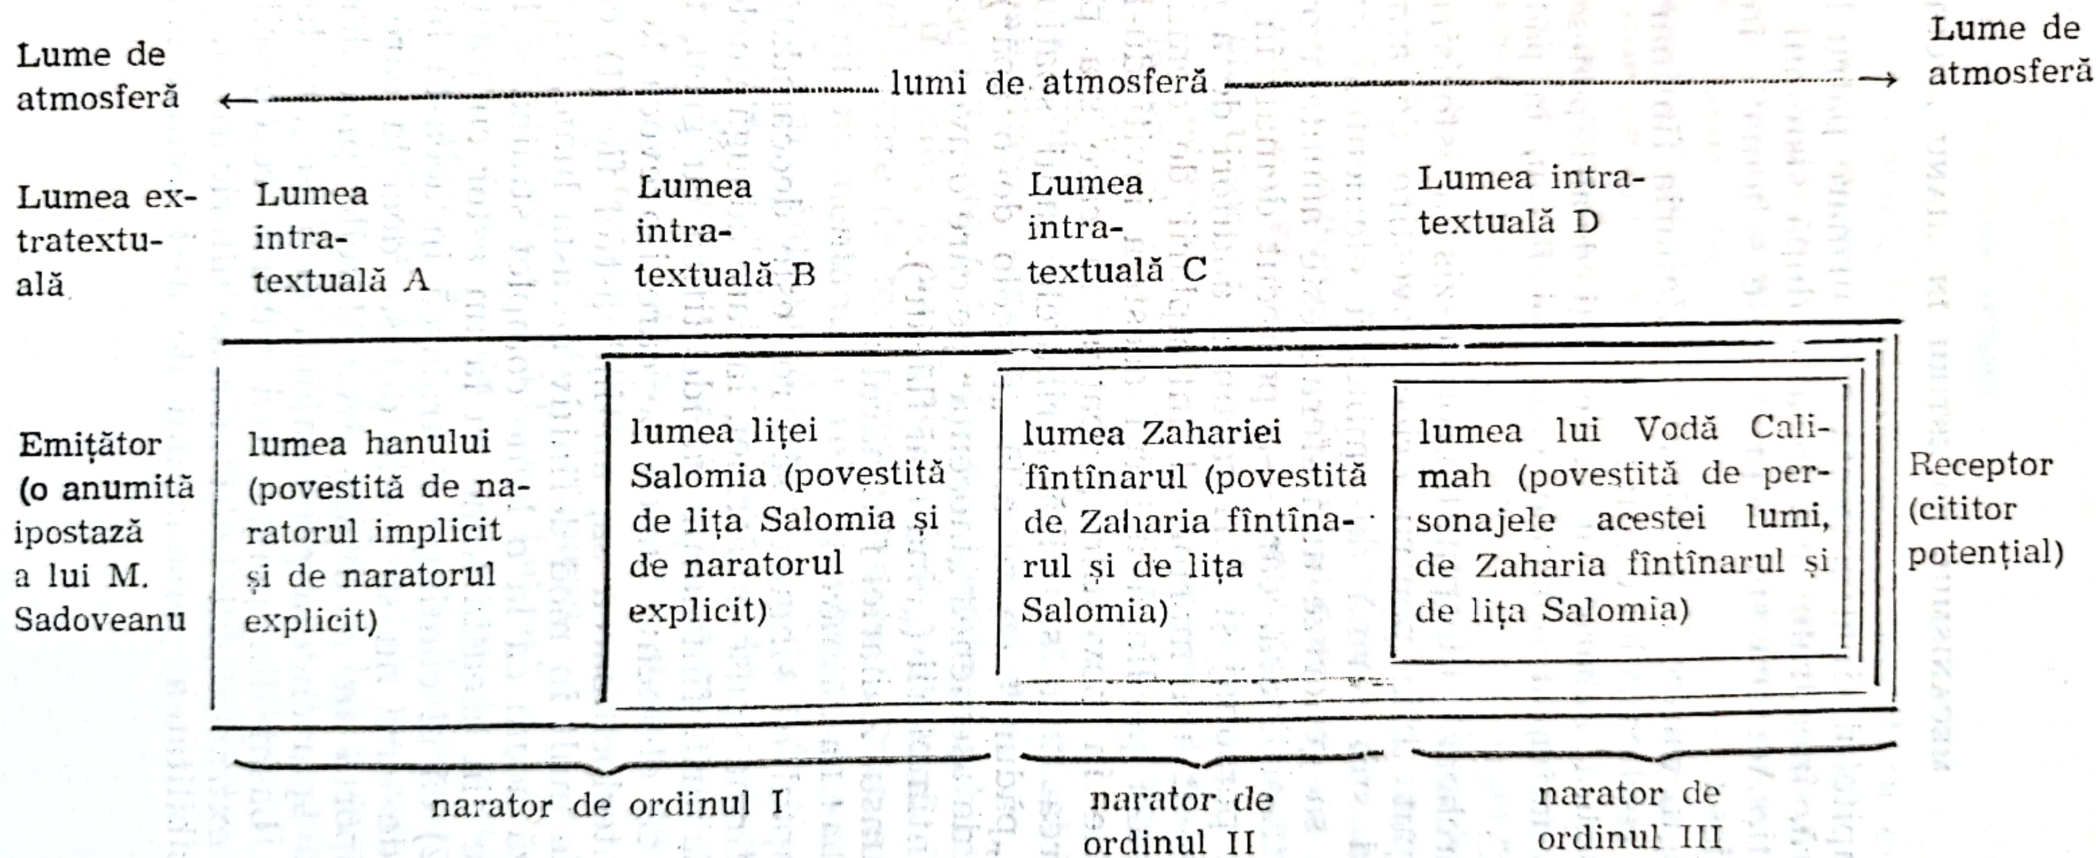 Lume de
atmosferă
lumi de atmosferă
Lume de
atmosferă
Lumea ex-
tratextu-
ală
Lumea
intra-
textuală A
Lumea
intra-
textuală B
Lumea
intra-
textuală C
Lumea intra-
textuală D
Emițător
(o anumită
ipostază
a lui M.
Sadoveanu
lumea hanului
(povestită de na-
ratorul implicit
și de naratorul
explicit)
lumea liței
Salomia (povestită
de lița Salomia și
de naratorul
explicit)
lumea Zahariei
fîntînarul (povestită
de Zaharia fîntîna-
rul și de lița
Salomia)
lumea lui Vodă Cali-
mah (povestită de per-
sonajele acestei lumi,
de Zaharia fîntînarul și
de lița Salomia)
Receptor
(cititor
potențial)
narator de ordinul I
narator de
ordinul II
narator de
ordinul III